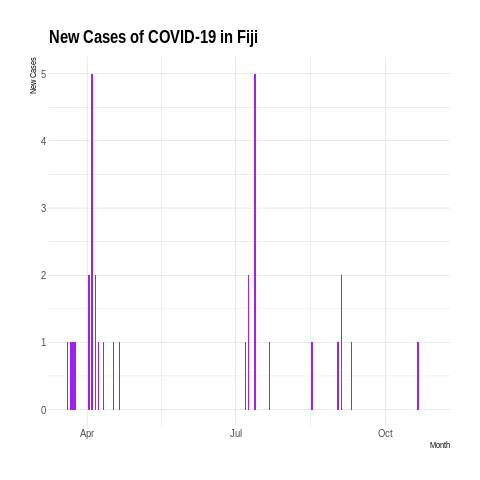 New Cases of COVID-19 in Fiji
New Cases
5
4
3
2
1
0
Apr
Jul
Oct
Month